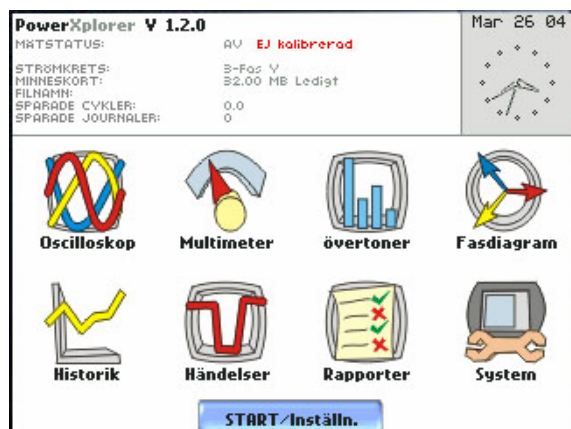 PowerXplorer V 1.2.0
Mar 26 04
MÄTSTATUS: AV EJ kalibrerad
STRÖMKRETS: 3-Fas Y
MINNESKORT: 32.00 MB Ledigt
FILNAMN:
SPARADE CYKLER: 0.0
SPARADE JOURNALER: 0
Oscilloskop Multimeter övertoner Fasdiagram
Historik Händelser Rapporter System
START/Inställn.